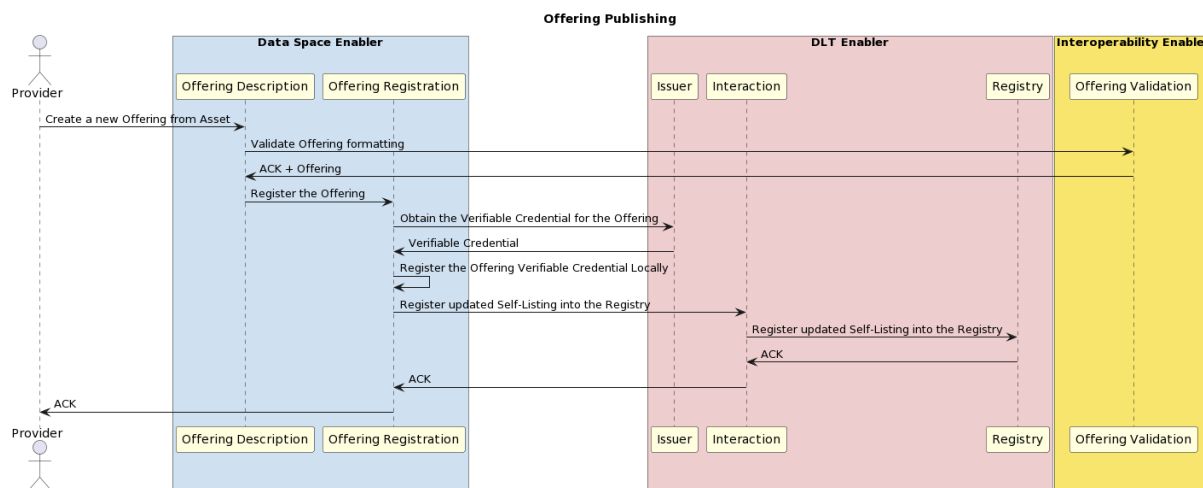 Offering Publishing
Data Space Enabler
DLT Enabler
Interoperability Enable
Provider
Offering Description
Offering Registration
Issuer
Interaction
Registry
Offering Validation
Create a new Offering from Asset
Validate Offering formatting
ACK + Offering
Register the Offering
Obtain the Verifiable Credential for the Offering
Verifiable Credential
Register the Offering Verifiable Credential Locally
Register updated Self-Listing into the Registry
Register updated Self-Listing into the Registry
ACK
ACK
ACK
Provider
Offering Description
Offering Registration
Issuer
Interaction
Registry
Offering Validation